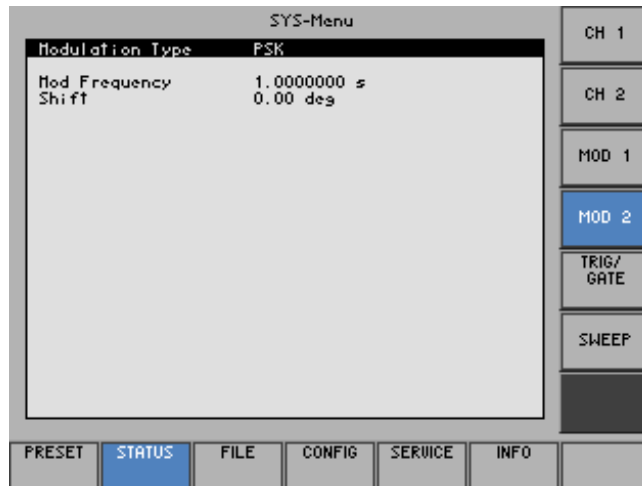 SYS-Menu
Modulation Type PSK
Mod Frequency 1.0000000 s
Shift 0.00 deg
CH 1
CH 2
MOD 1
MOD 2
TRIG/
GATE
SWEEP
PRESET STATUS FILE CONFIG SERVICE INFO